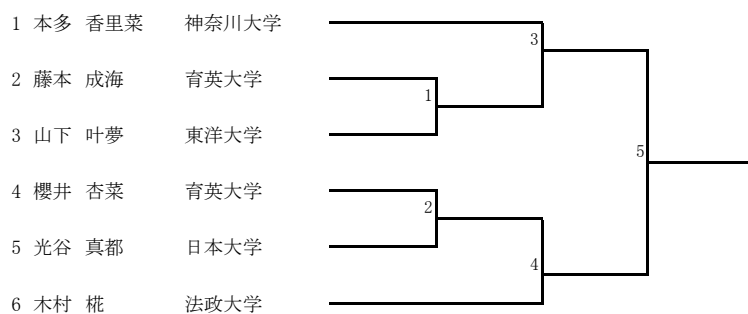 1 本多 香里菜 神奈川大学
3
2 藤本 成海 育英大学
1
3 山下 叶夢 東洋大学
5
4 櫻井 杏菜 育英大学
2
5 光谷 真都 日本大学
4
6 木村 椛 法政大学